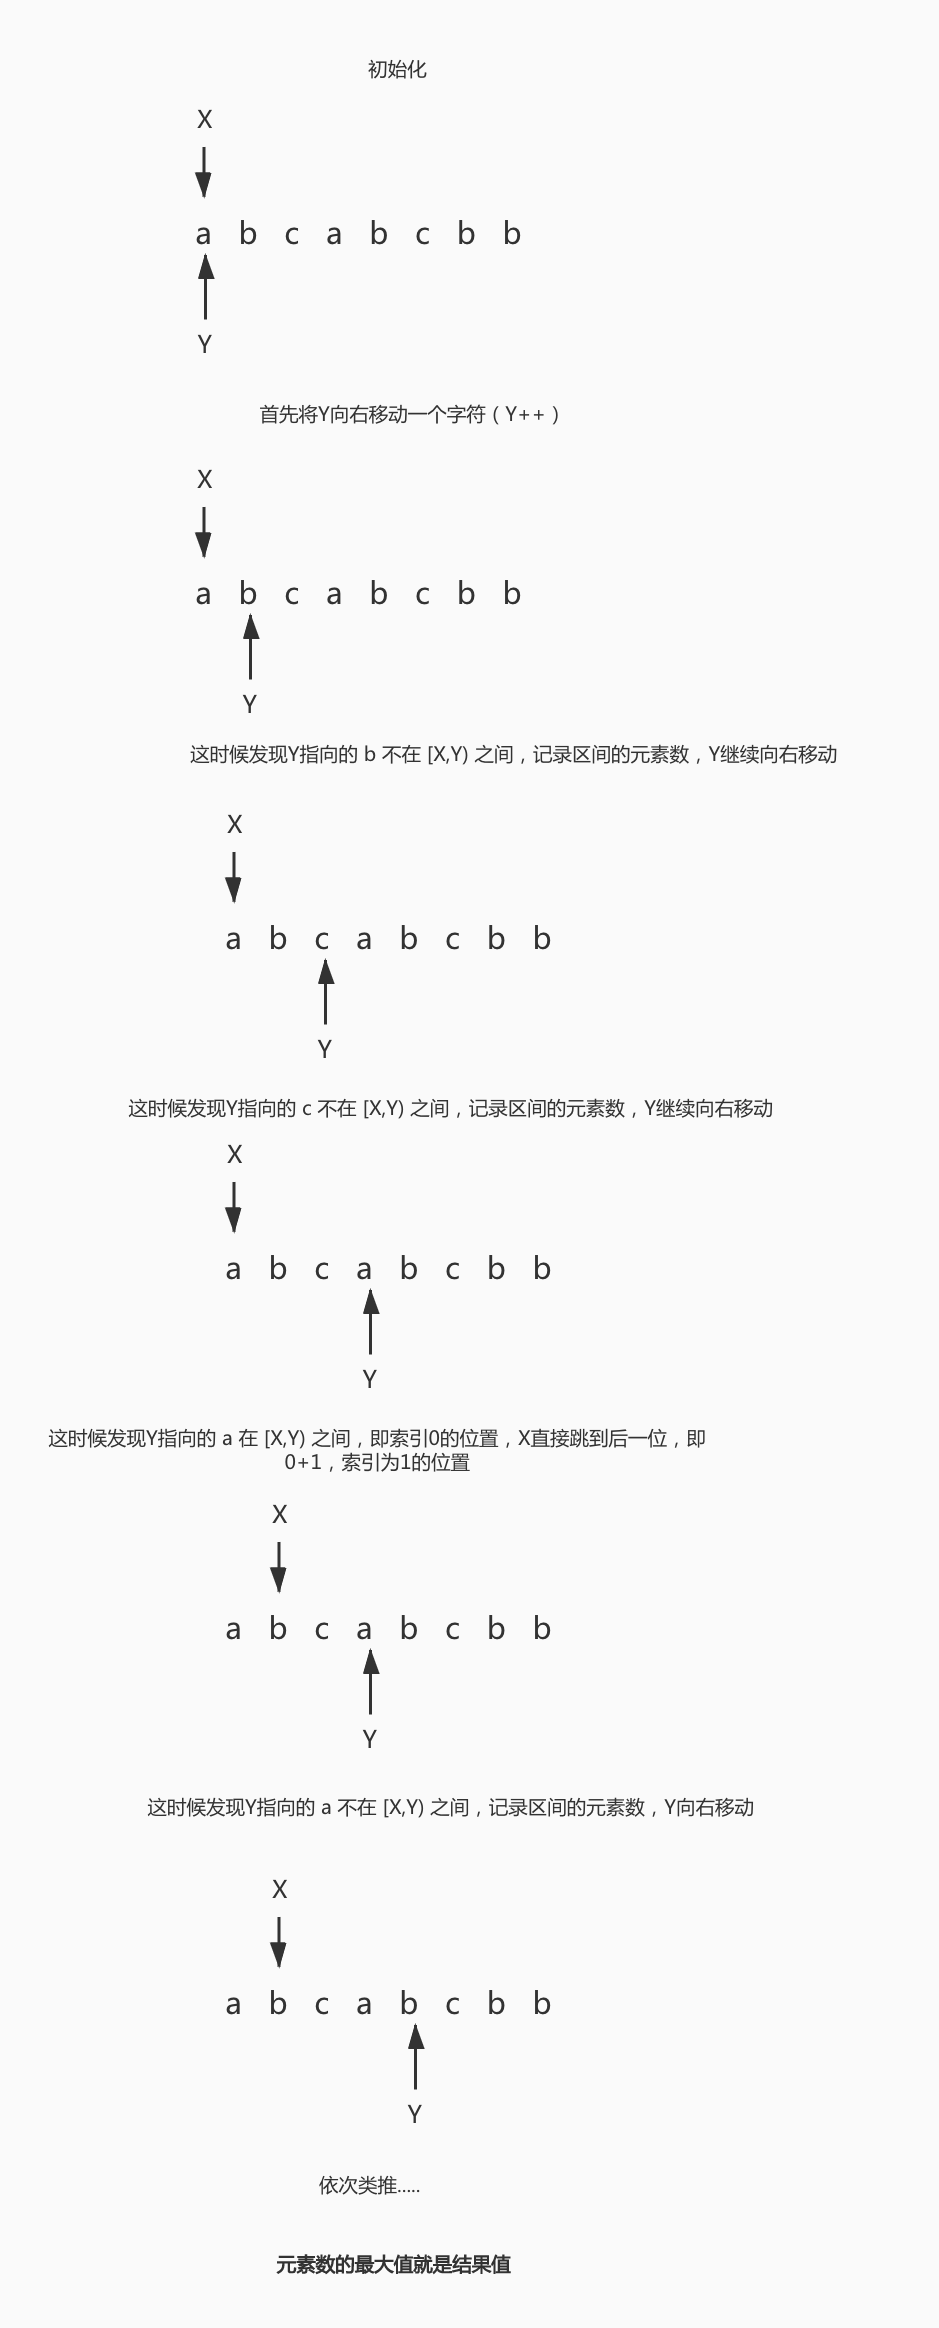 初始化
X
a b c a b c b b
Y
首先将Y向右移动一个字符（Y++）
X
a b c a b c b b
Y
这时候发现Y指向的 b 不在 [X,Y) 之间，记录区间的元素数，Y继续向右移动
X
a b c a b c b b
Y
这时候发现Y指向的 c 不在 [X,Y) 之间，记录区间的元素数，Y继续向右移动
X
a b c a b c b b
Y
这时候发现Y指向的 a 在 [X,Y) 之间，即索引0的位置，X直接跳到后一位，即
0+1，索引为1的位置
X
a b c a b c b b
Y
这时候发现Y指向的 a 不在 [X,Y) 之间，记录区间的元素数，Y向右移动
X
a b c a b c b b
Y
依次类推.....
元素数的最大值就是结果值